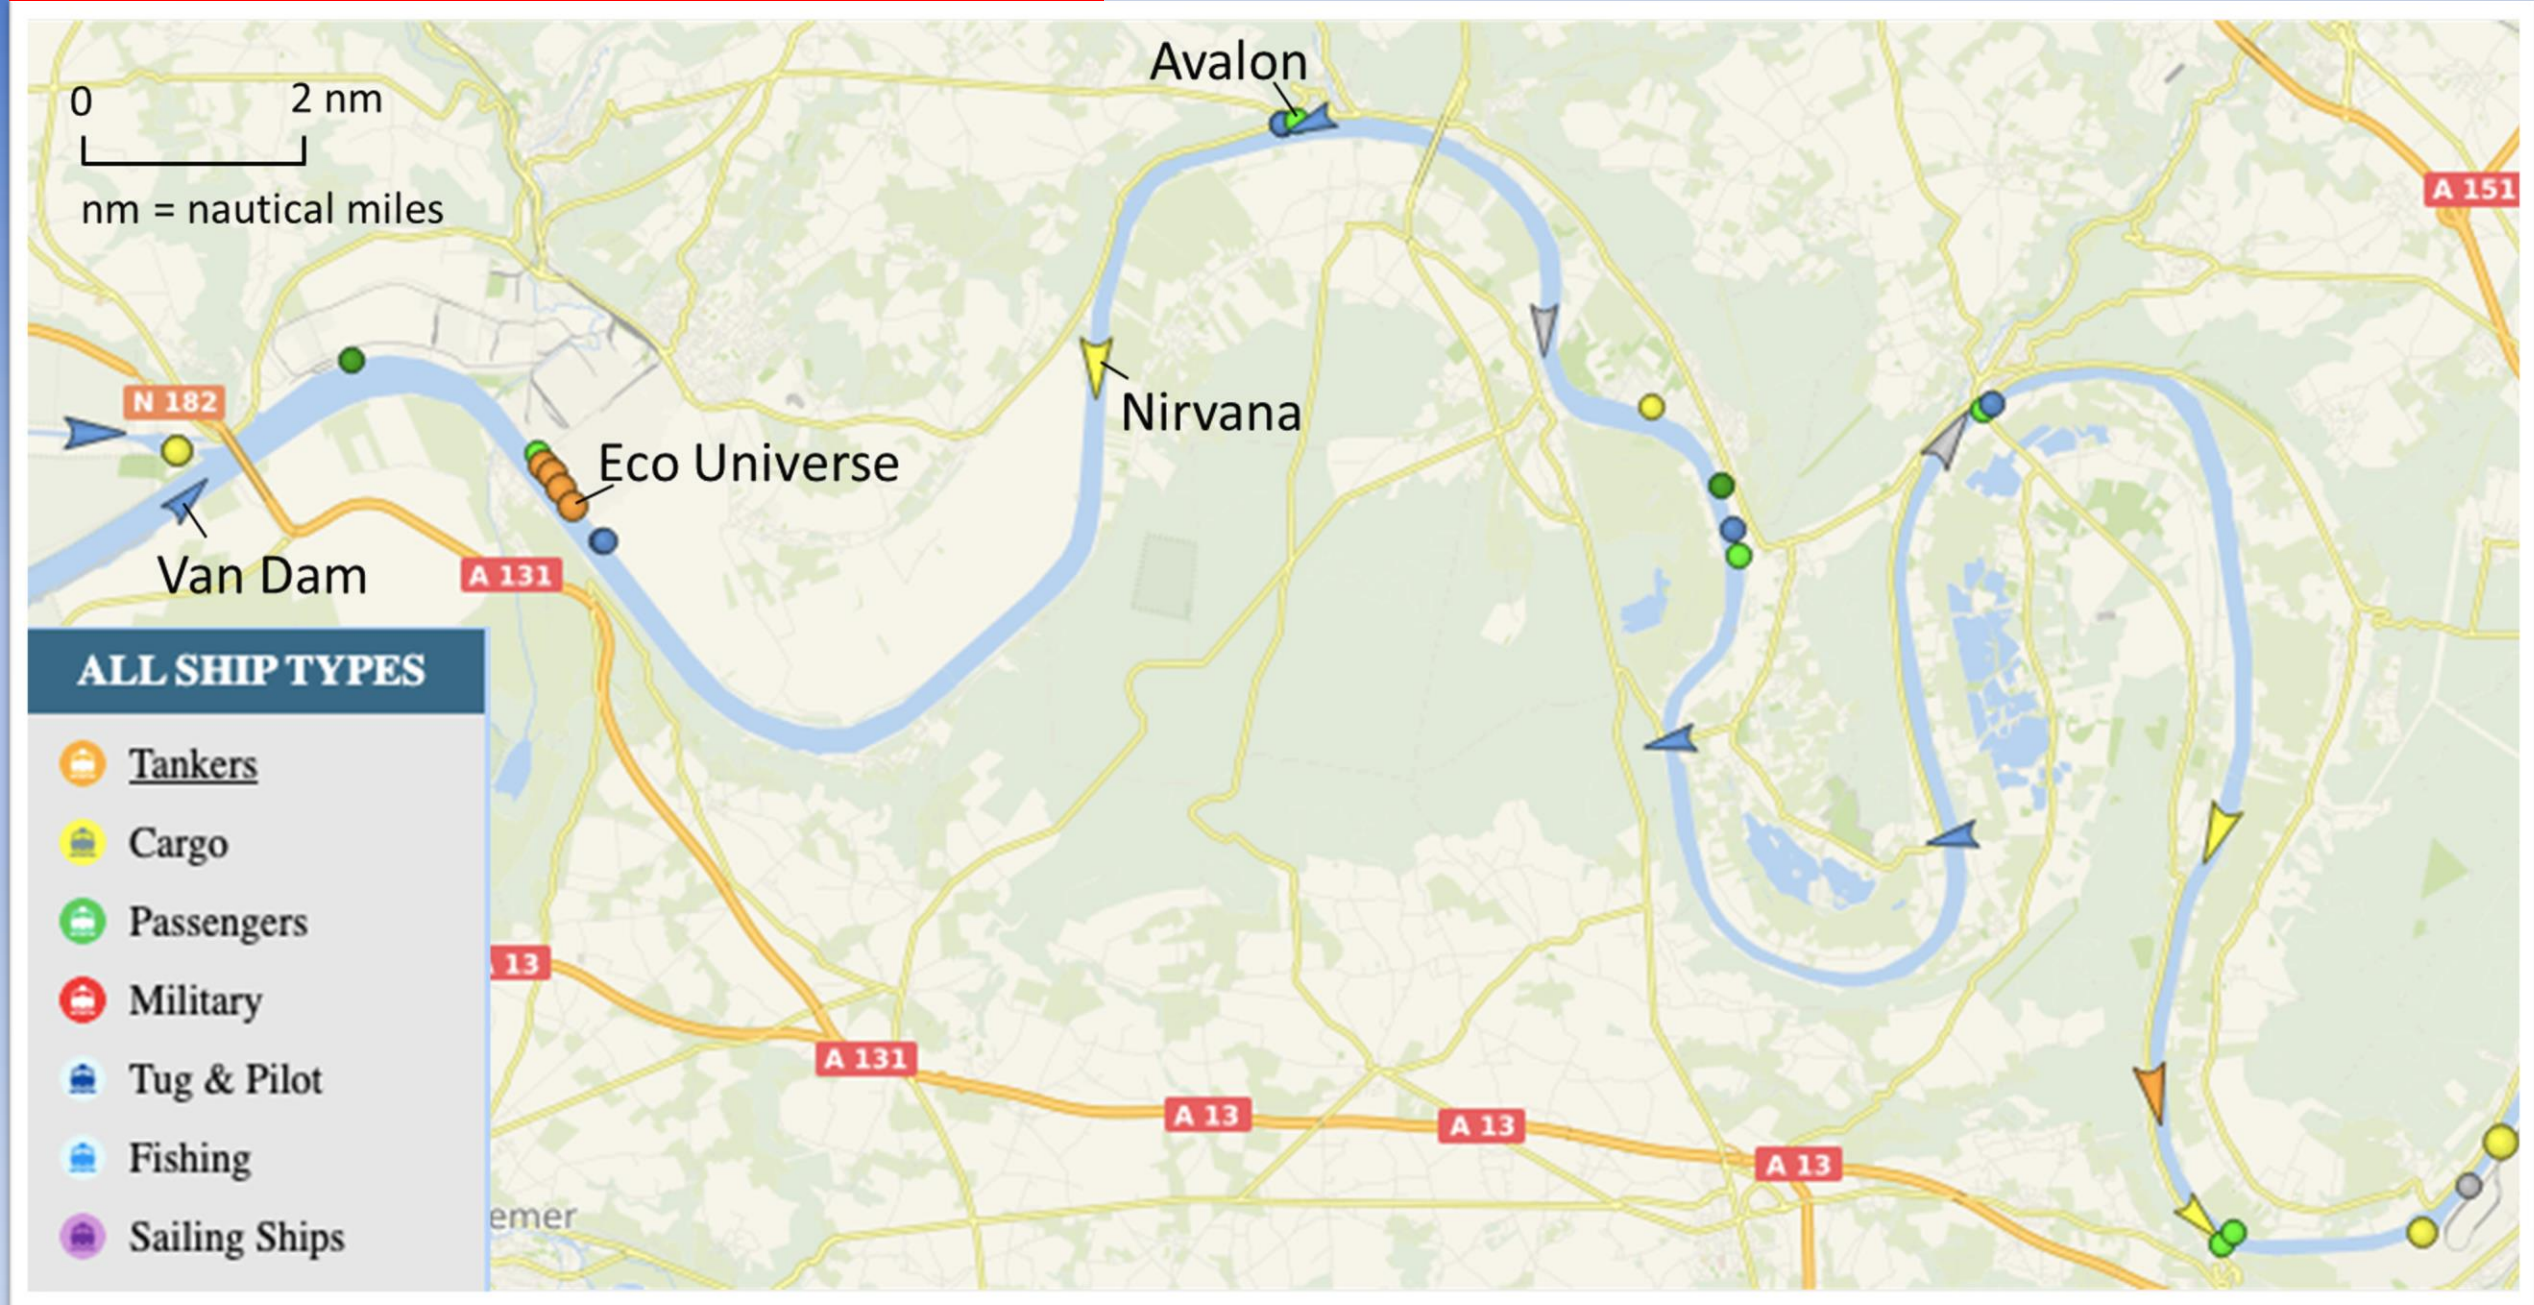 Avalon
0 2 nm
nm = nautical miles
A 151
N 182
Nirvana
Eco Universe
Van Dam
A 131
ALL SHIP TYPES
Tankers
Cargo
Passengers
Military
Tug & Pilot
Fishing
Sailing Ships
13
A 131
A 13
A 13
A 13
emer